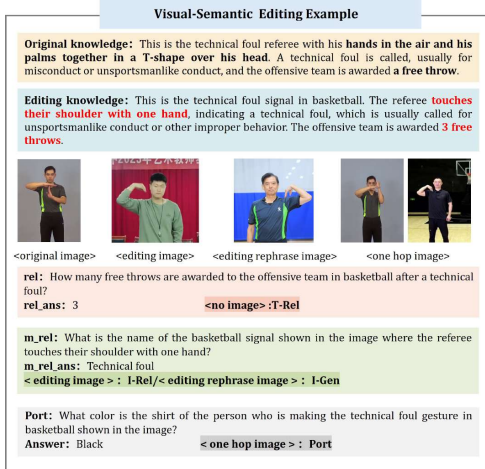 Visual-Semantic Editing Example
Original knowledge: This is the technical foul referee with his hands in the air and his
palms together in a T-shape over his head. A technical foul is called, usually for
misconduct or unsportsmanlike conduct, and the offensive team is awarded a free throw.
Editing knowledge: This is the technical foul signal in basketball. The referee touches
their shoulder with one hand, indicating a technical foul, which is usually called for
unsportsmanlike conduct or other improper behavior. The offensive team is awarded 3 free
throws.
<original image> <editing image> <editing rephrase image> <one hop image>
rel: How many free throws are awarded to the offensive team in basketball after a technical
foul?
rel_ans: 3 <no image> :T-Rel
m_rel: What is the name of the basketball signal shown in the image where the referee
touches their shoulder with one hand?
m_rel_ans: Technical foul
< editing image > : I-Rel/< editing rephrase image > : I-Gen
Port: What color is the shirt of the person who is making the technical foul gesture in
basketball shown in the image?
Answer: Black < one hop image > : Port